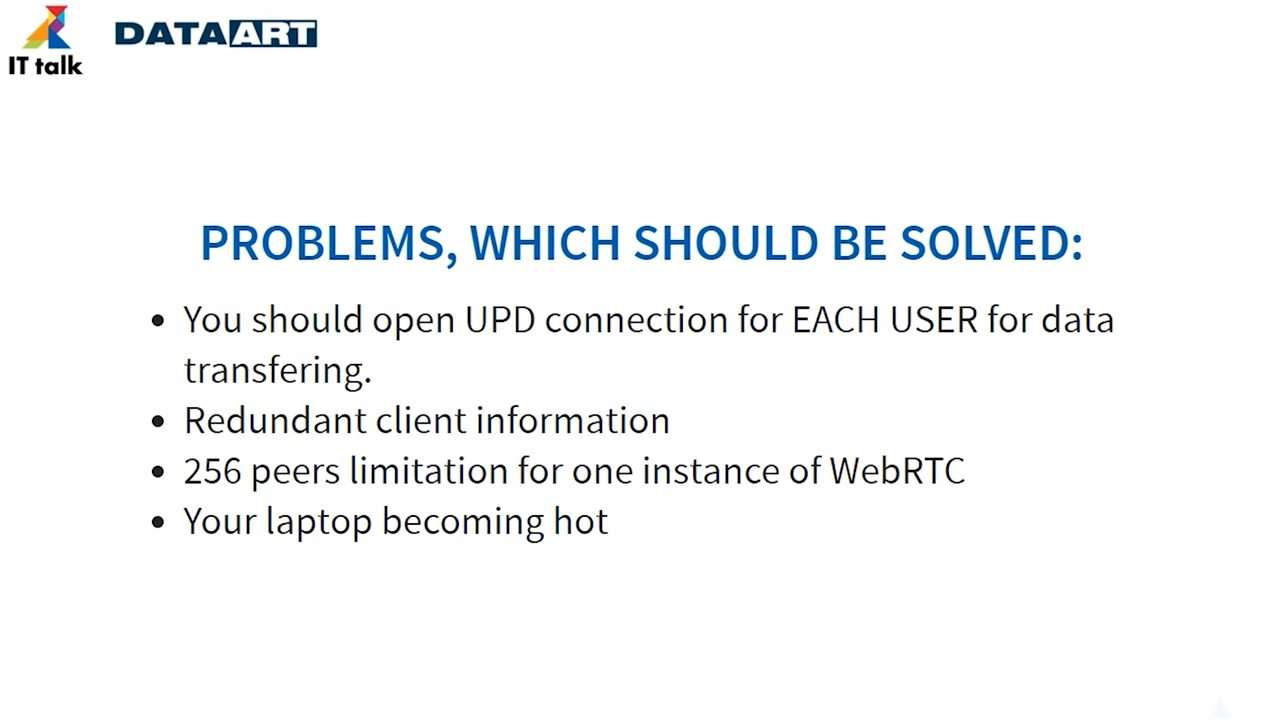 IT talk
DATAART
PROBLEMS, WHICH SHOULD BE SOLVED:
• You should open UPD connection for EACH USER for data
transfering.
• Redundant client information
• 256 peers limitation for one instance of WebRTC
• Your laptop becoming hot